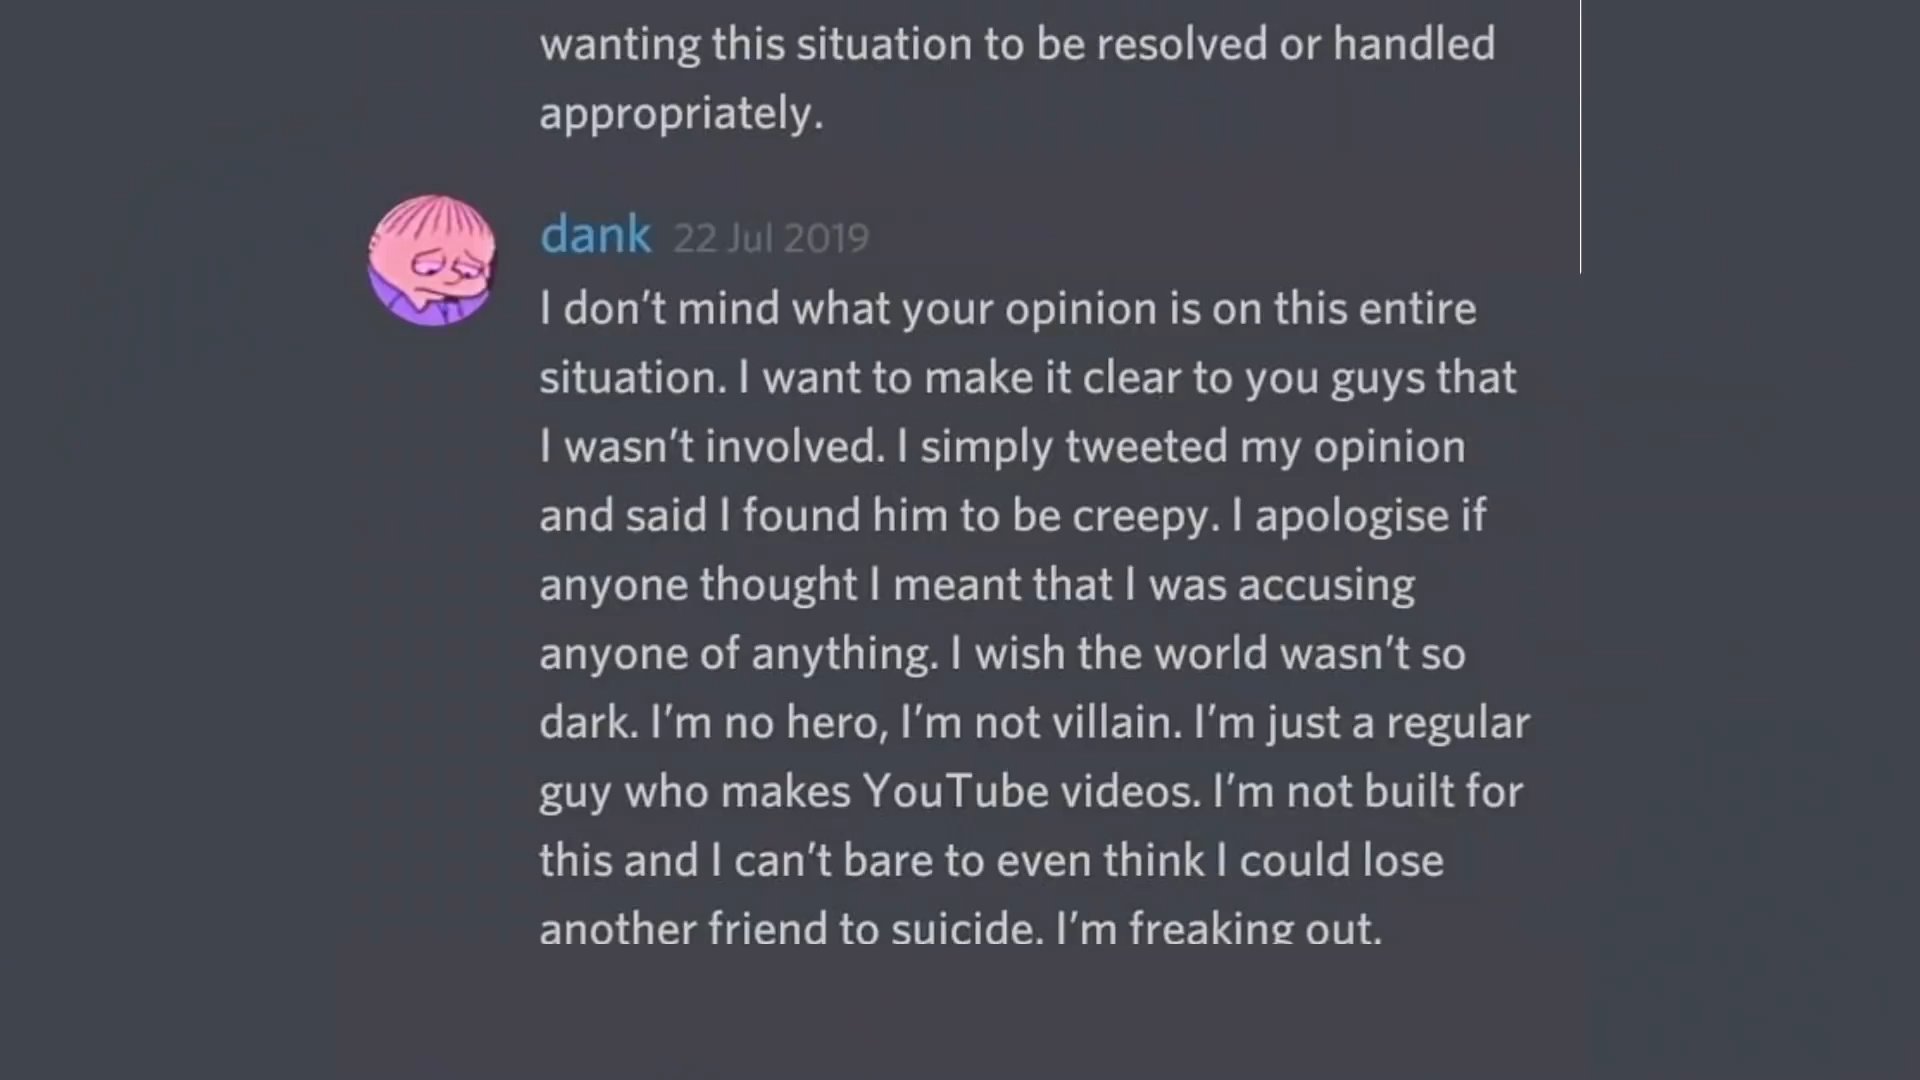 wanting this situation to be resolved or handled
appropriately.
dank 22 Jul 2019
I don't mind what your opinion is on this entire
situation. I want to make it clear to you guys that
I wasn't involved. I simply tweeted my opinion
and said I found him to be creepy. I apologise if
anyone thought I meant that I was accusing
anyone of anything. I wish the world wasn't so
dark. I'm no hero, I'm not villain. I'm just a regular
guy who makes YouTube videos. I'm not built for
this and I can't bare to even think I could lose
another friend to suicide. I'm freaking out.